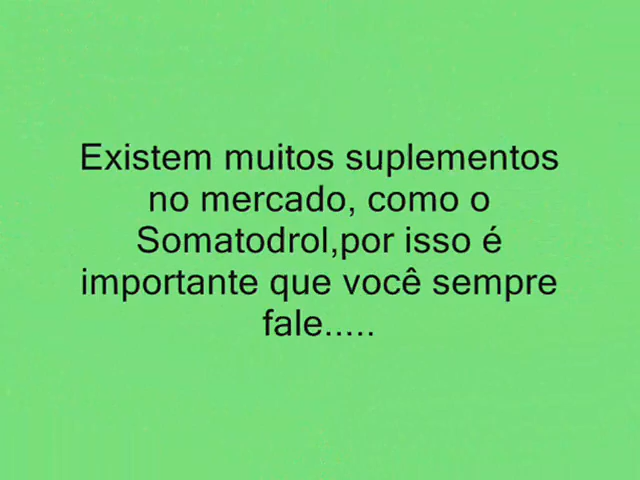 Existem muitos suplementos
no mercado, como o
Somatodrol,por isso é
importante que você sempre
fale.....